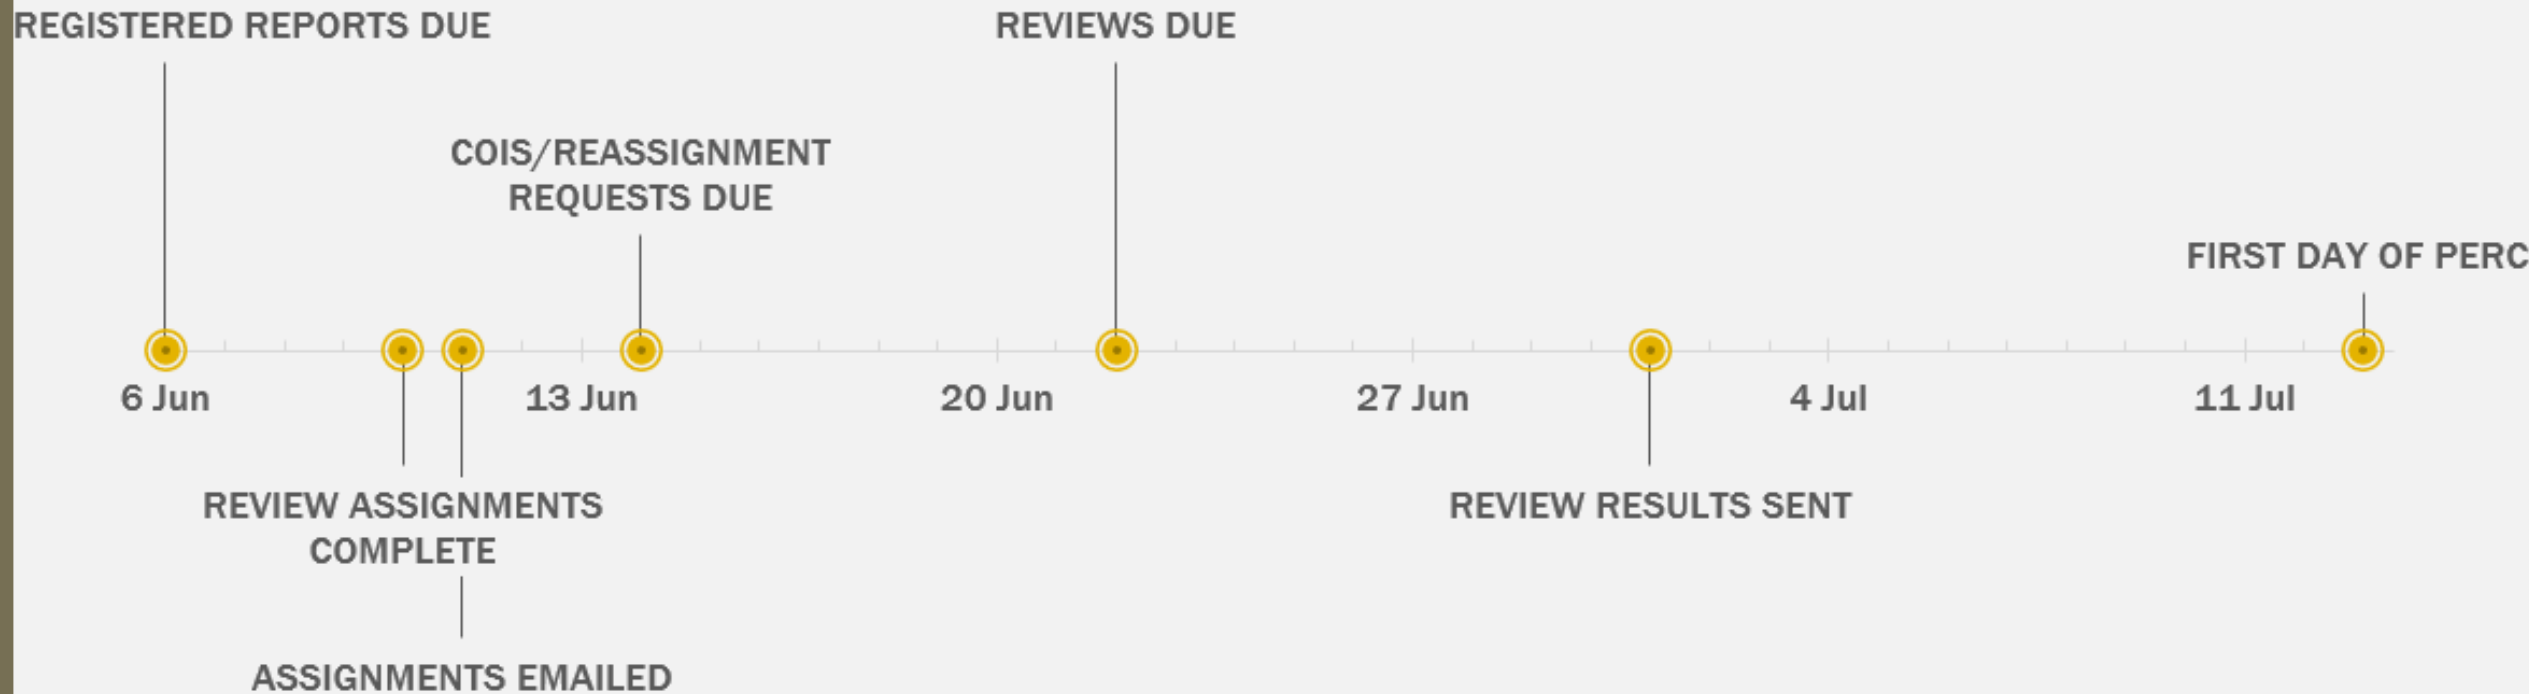 REGISTERED REPORTS DUE
REVIEWS DUE
COIS/REASSIGNMENT
REQUESTS DUE
FIRST DAY OF PERC
6 Jun
13 Jun
20 Jun
27 Jun
4 Jul
11 Jul
REVIEW ASSIGNMENTS
COMPLETE
REVIEW RESULTS SENT
ASSIGNMENTS EMAILED